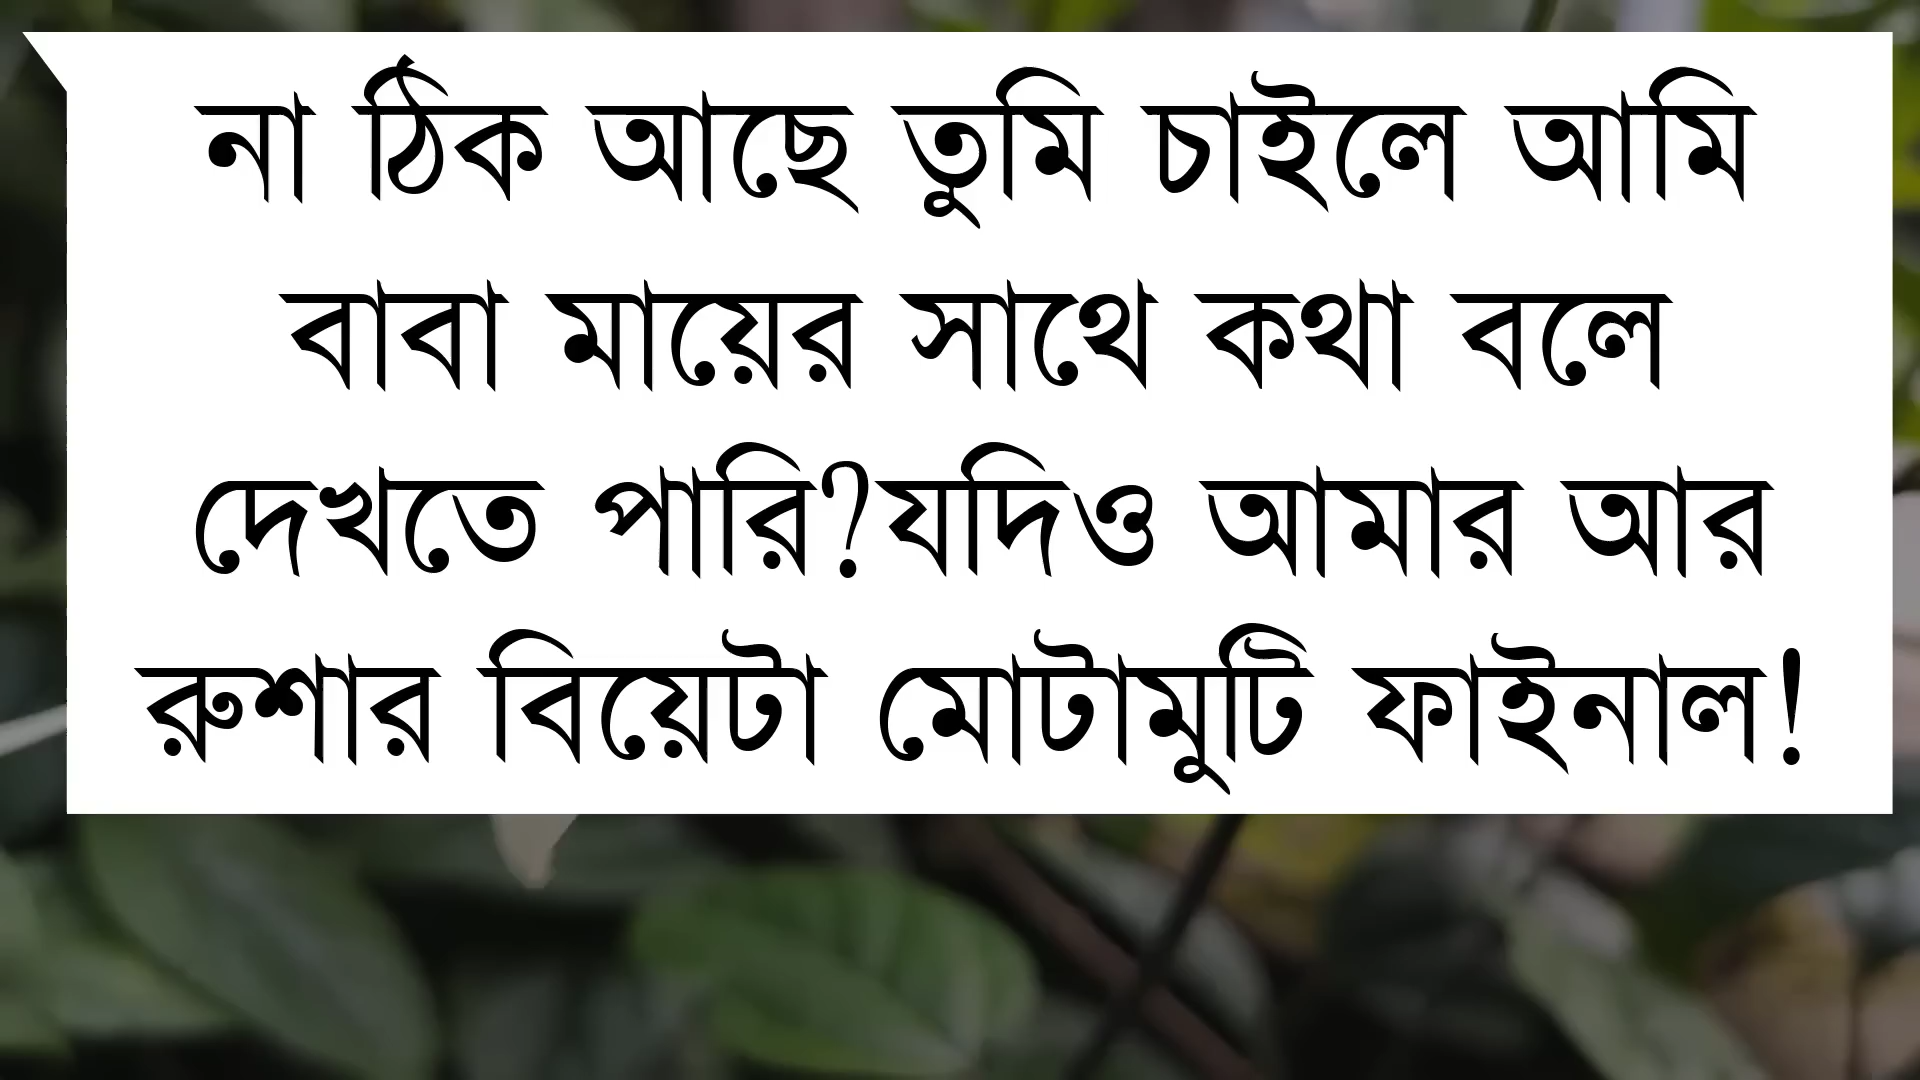 না ঠিক আছে তুমি চাইলে আমি
বাবা মায়ের সাথে কথা বলে
দেখতে পারি?যদিও আমার আর
রুশার বিয়েটা মোটামুটি ফাইনাল!